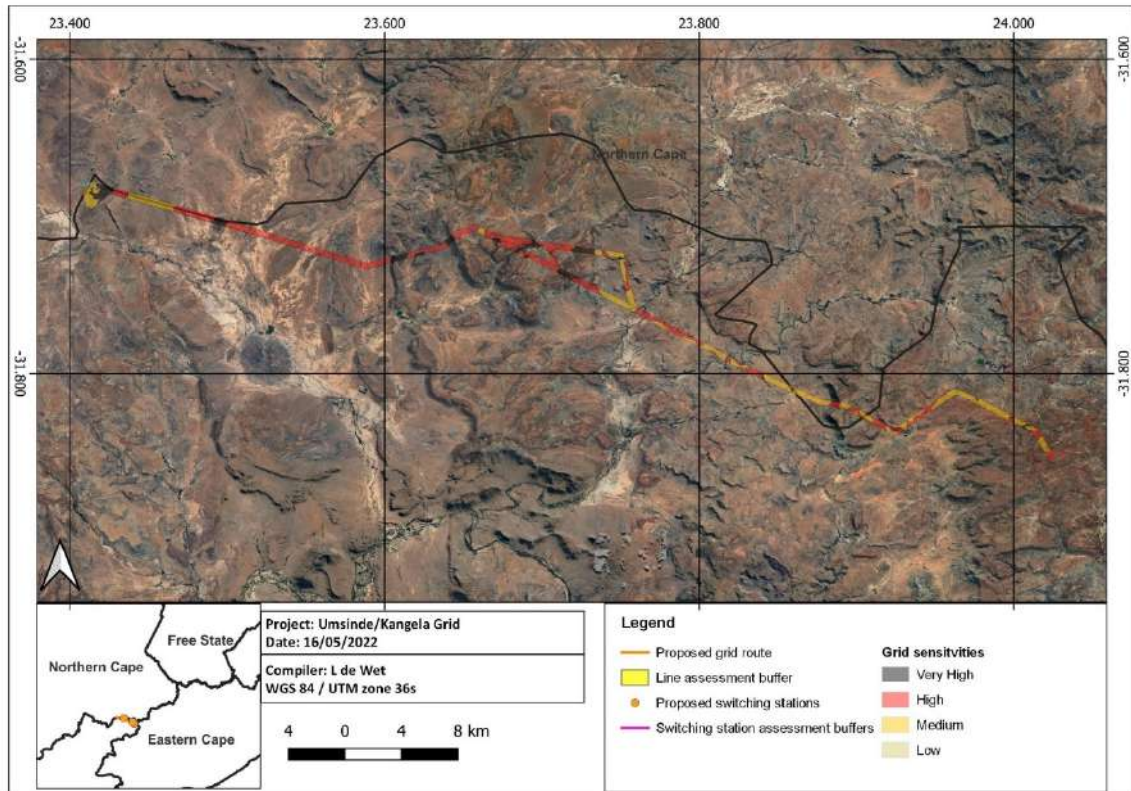 23.400 23.600 23.800 24.000
-31.600 -31.600
Northern Cape
-31.800 -31.800
Northern Cape
Free State
Eastern Cape
Project: Umsinde/Kangela Grid
Date: 16/05/2022
Compiler: L de Wet
WGS 84 / UTM zone 36s
4 0 4 8 km
Legend
Proposed grid route
Line assessment buffer
Proposed switching stations
Switching station assessment buffers
Grid sensitvities
Very High
High
Medium
Low